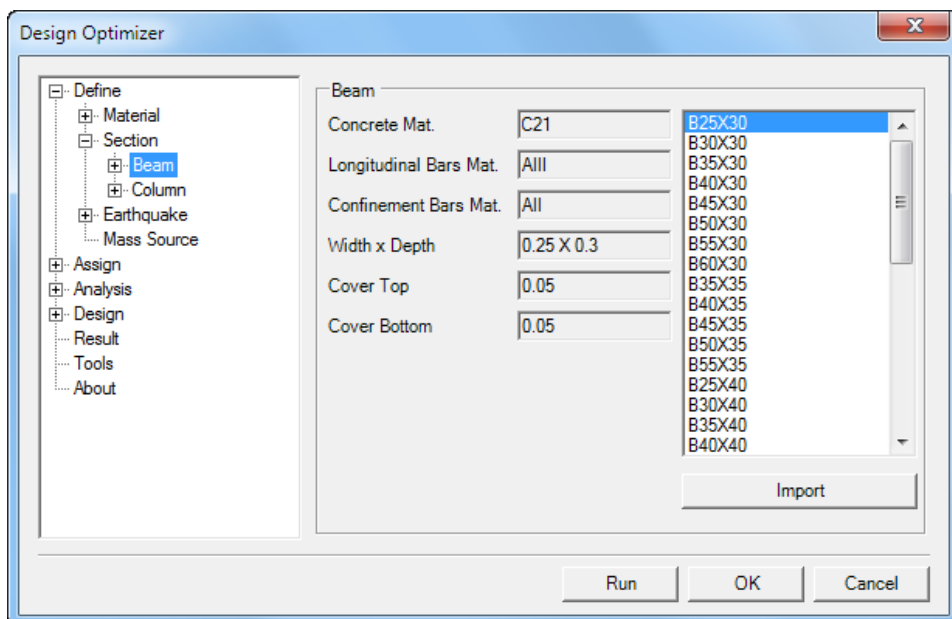 Design Optimizer
Define
Material
Section
Beam
Column
Earthquake
Mass Source
Assign
Analysis
Design
Result
Tools
About
Beam
Concrete Mat. C21
Longitudinal Bars Mat. AIII
Confinement Bars Mat. AII
Width x Depth 0.25 X 0.3
Cover Top 0.05
Cover Bottom 0.05
B25X30
B30X30
B35X30
B40X30
B45X30
B50X30
B55X30
B60X30
B35X35
B40X35
B45X35
B50X35
B55X35
B25X40
B30X40
B35X40
B40X40
Import
Run OK Cancel